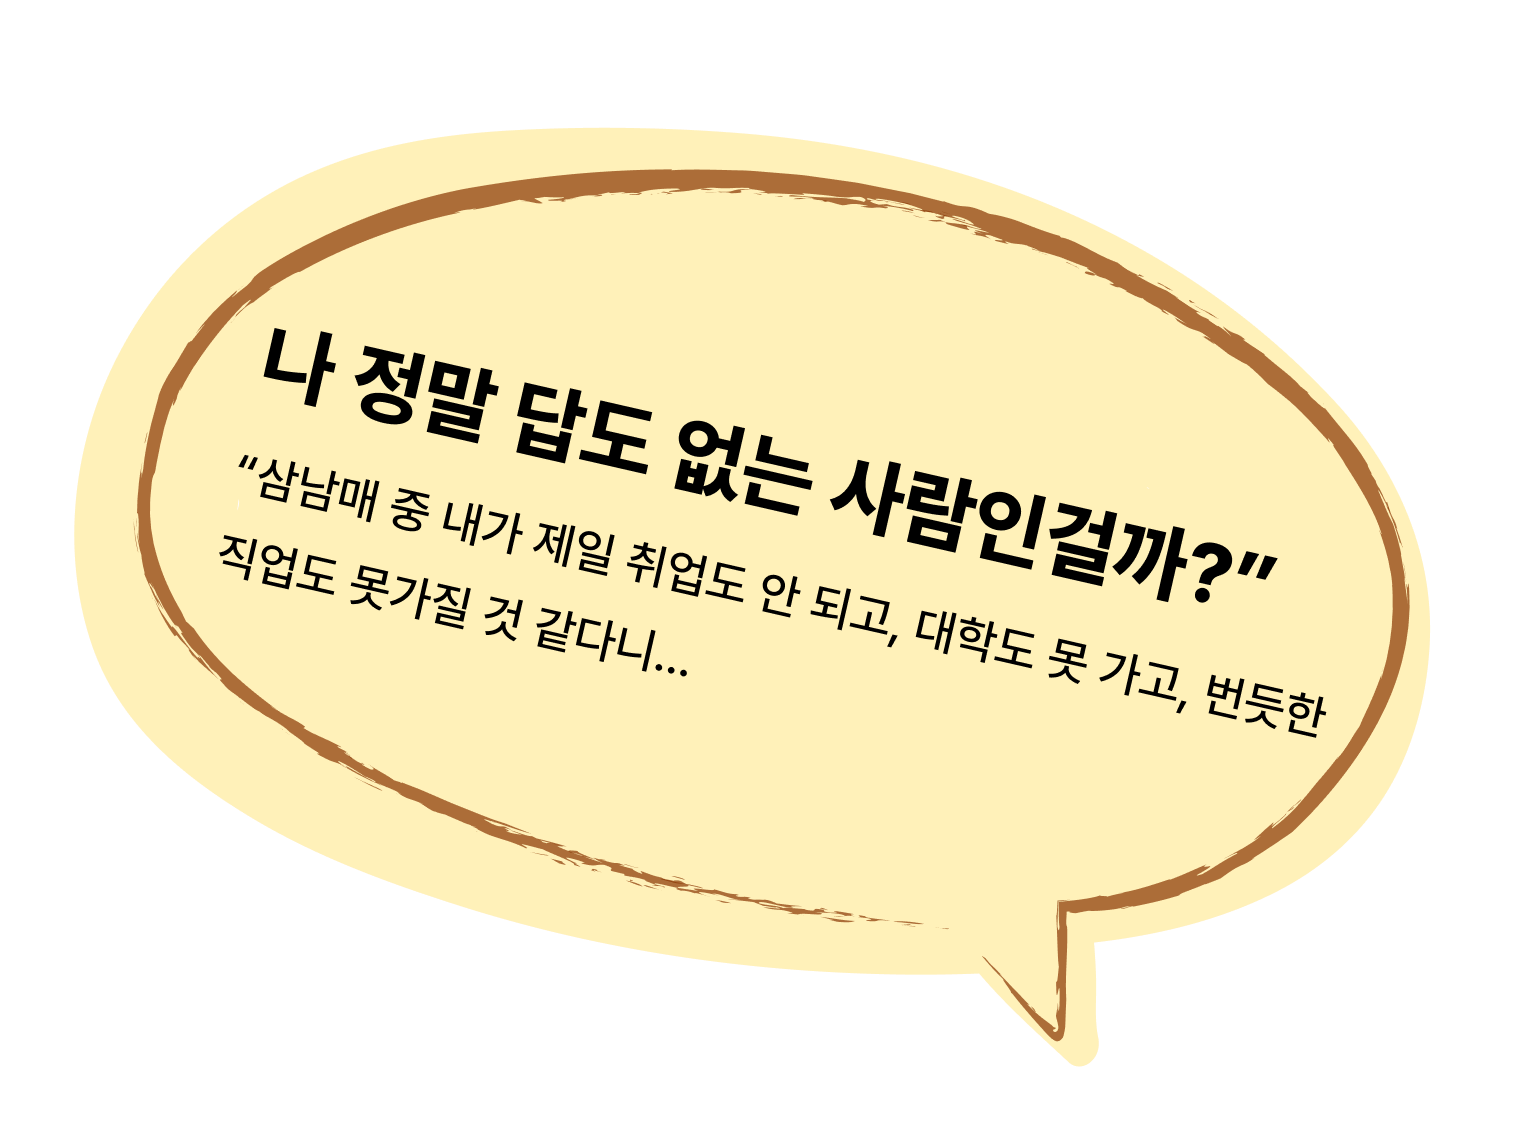 나 정말 답도 없는 사람인걸까?”
“삼남매 중 내가 제일 취업도 안 되고, 대학도 못 가고, 번듯한
직업도 못가질 것 같다니...